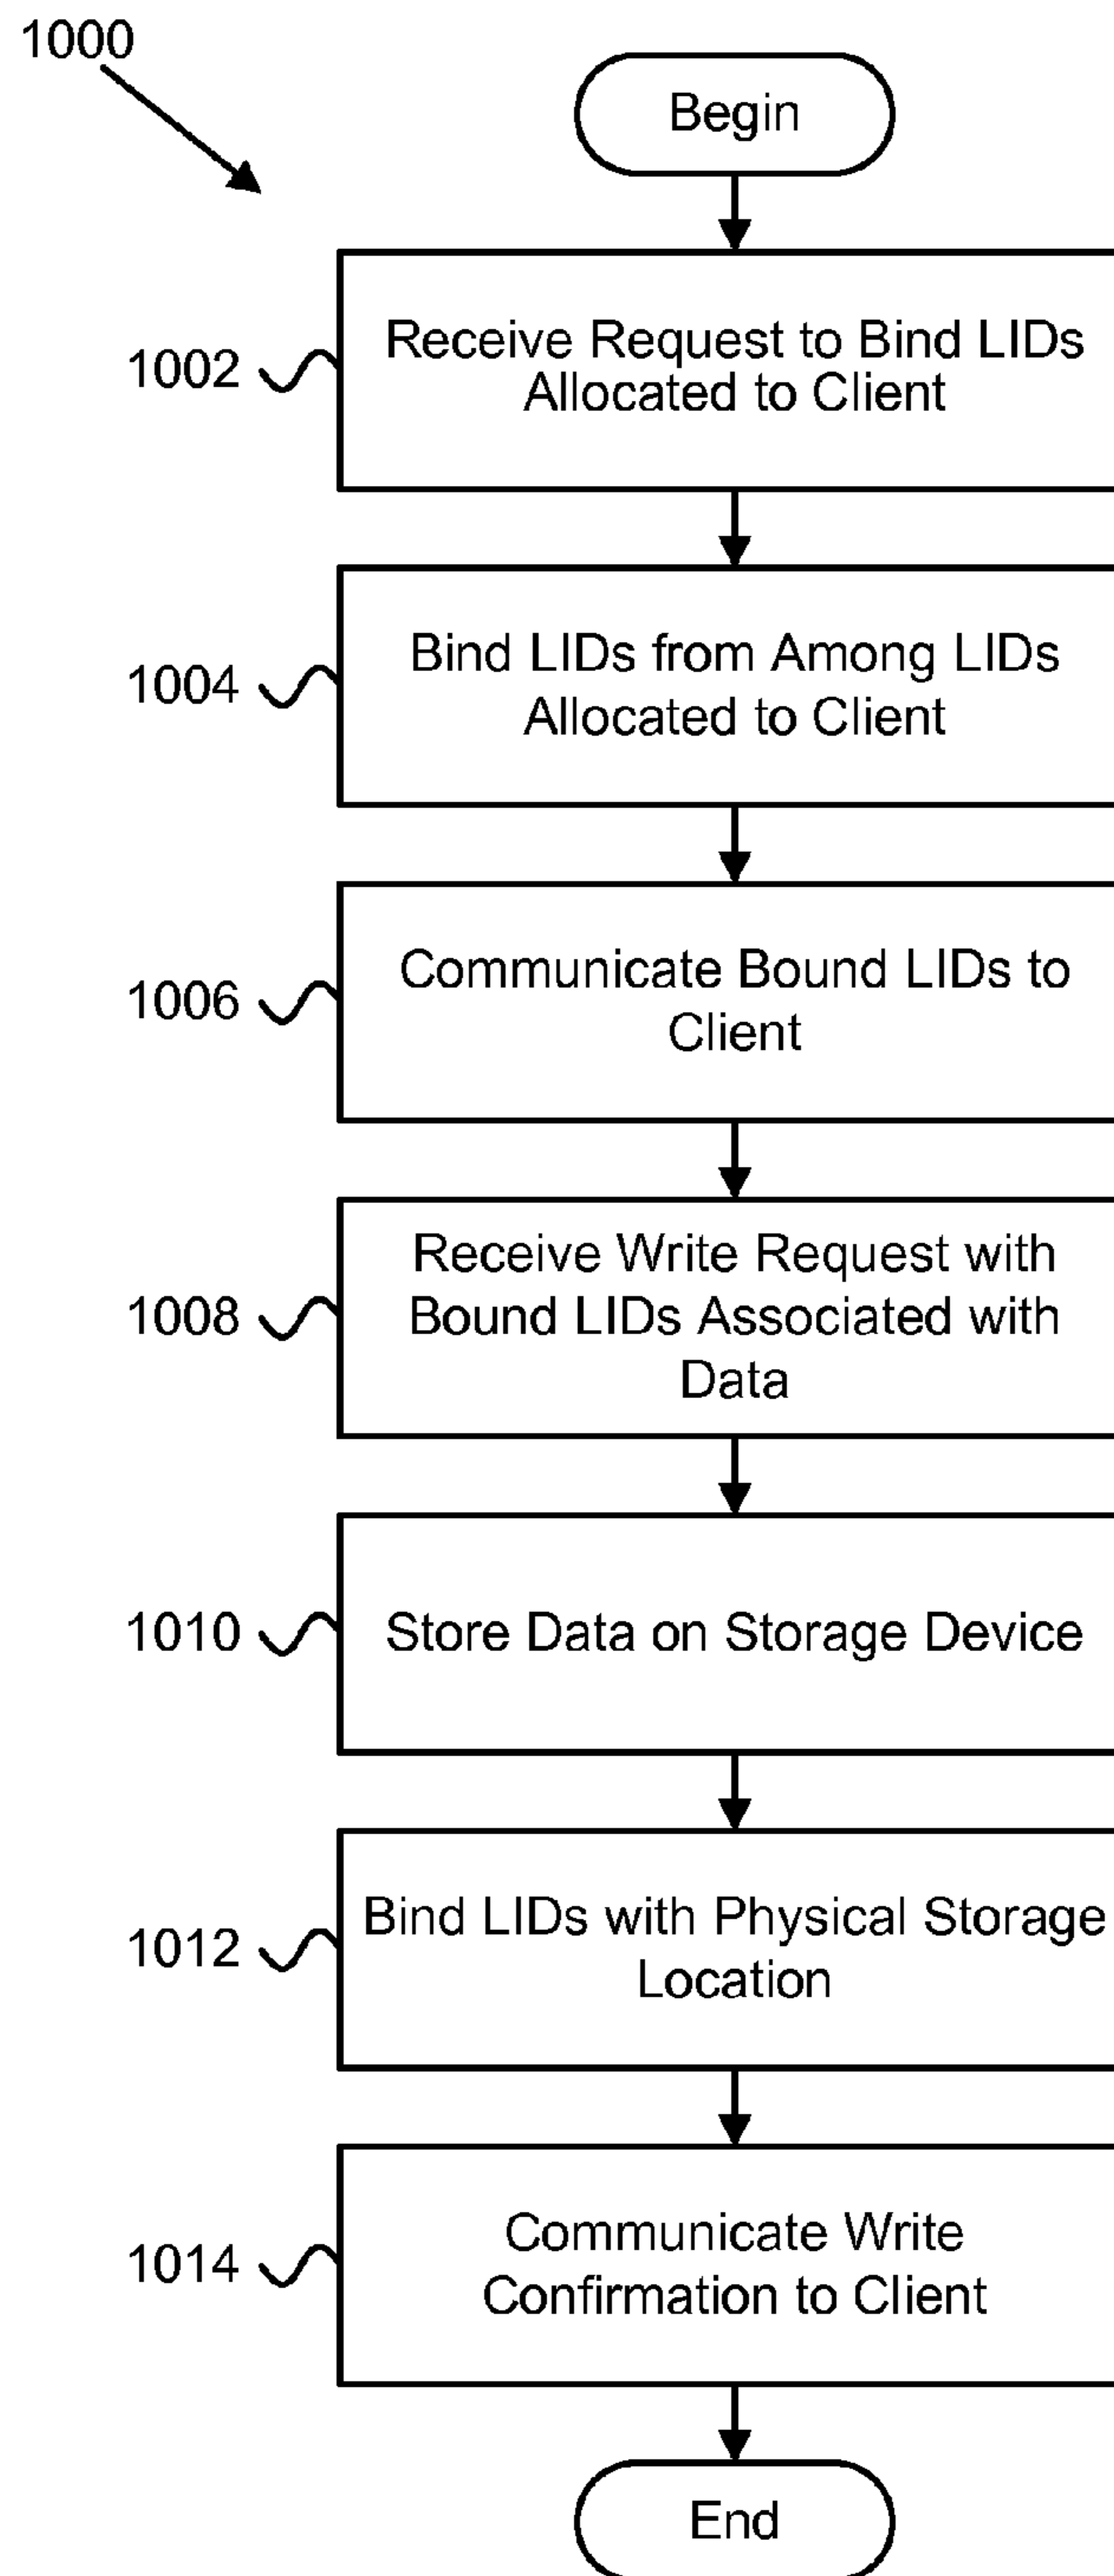 1000
Begin
1002
Receive Request to Bind LIDs
Allocated to Client
1004
Bind LIDs from Among LIDs
Allocated to Client
1006
Communicate Bound LIDs to
Client
1008
Receive Write Request with
Bound LIDs Associated with
Data
1010
Store Data on Storage Device
1012
Bind LIDs with Physical Storage
Location
1014
Communicate Write
Confirmation to Client
End